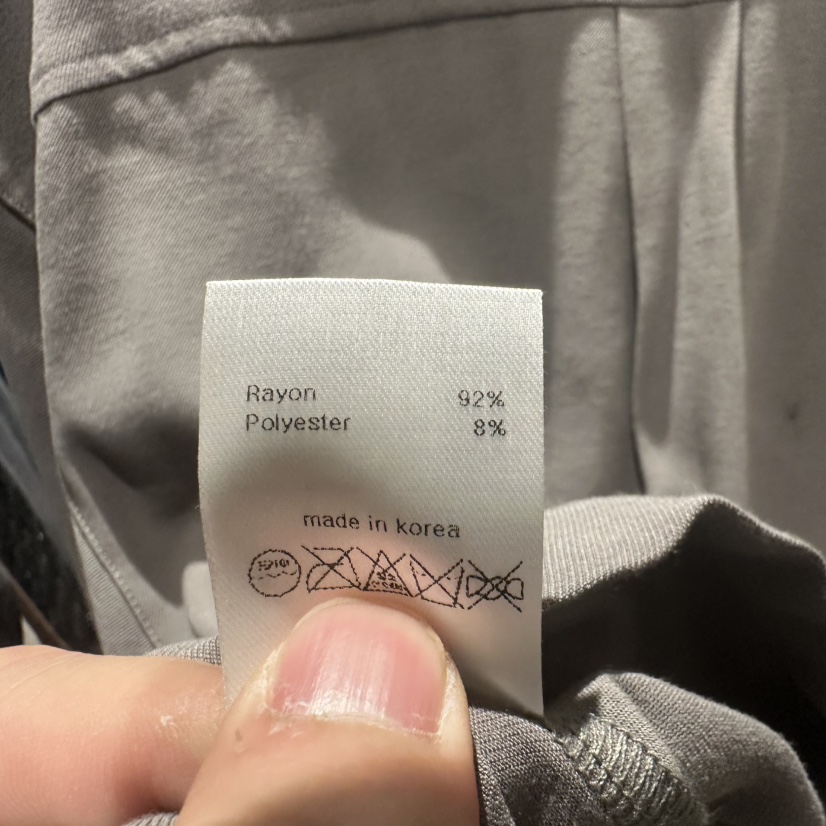 Rayon 92%
Polyester 8%
made in korea